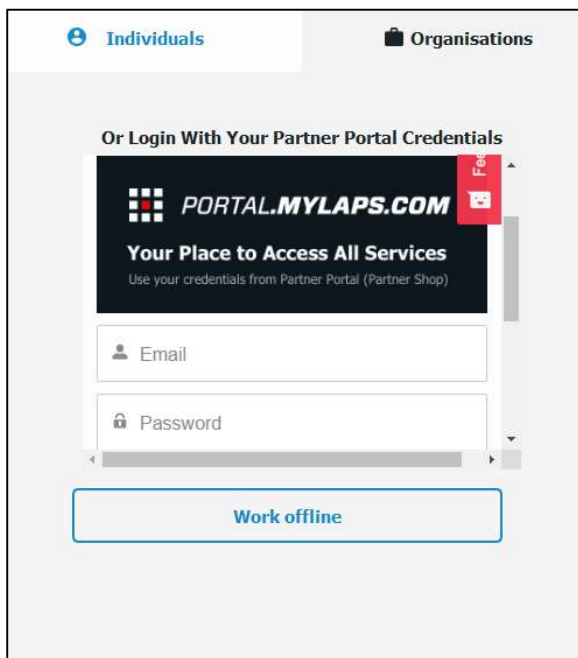 Individuals
Organisations
Or Login With Your Partner Portal Credentials
Fee
PORTAL.MYLAPS.COM
Your Place to Access All Services
Use your credentials from Partner Portal (Partner Shop)
Email
Password
Work offline